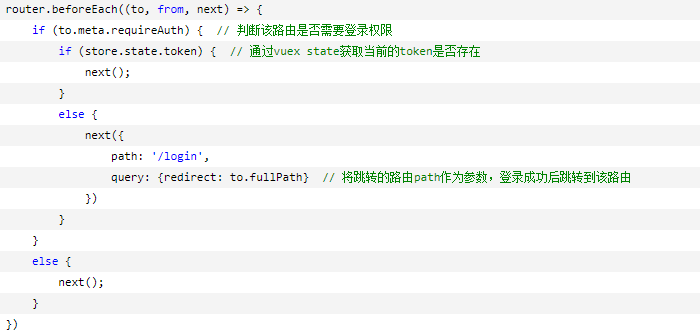 router.beforeEach((to, from, next) => {
    if (to.meta.requireAuth) {  // 判断该路由是否需要登录权限
        if (store.state.token) {  // 通过vuex state获取当前的token是否存在
            next();
        }
        else {
            next({
                path: '/login',
                query: {redirect: to.fullPath}  // 将跳转的路由path作为参数，登录成功后跳转到该路由
            })
        }
    }
    else {
        next();
    }
})